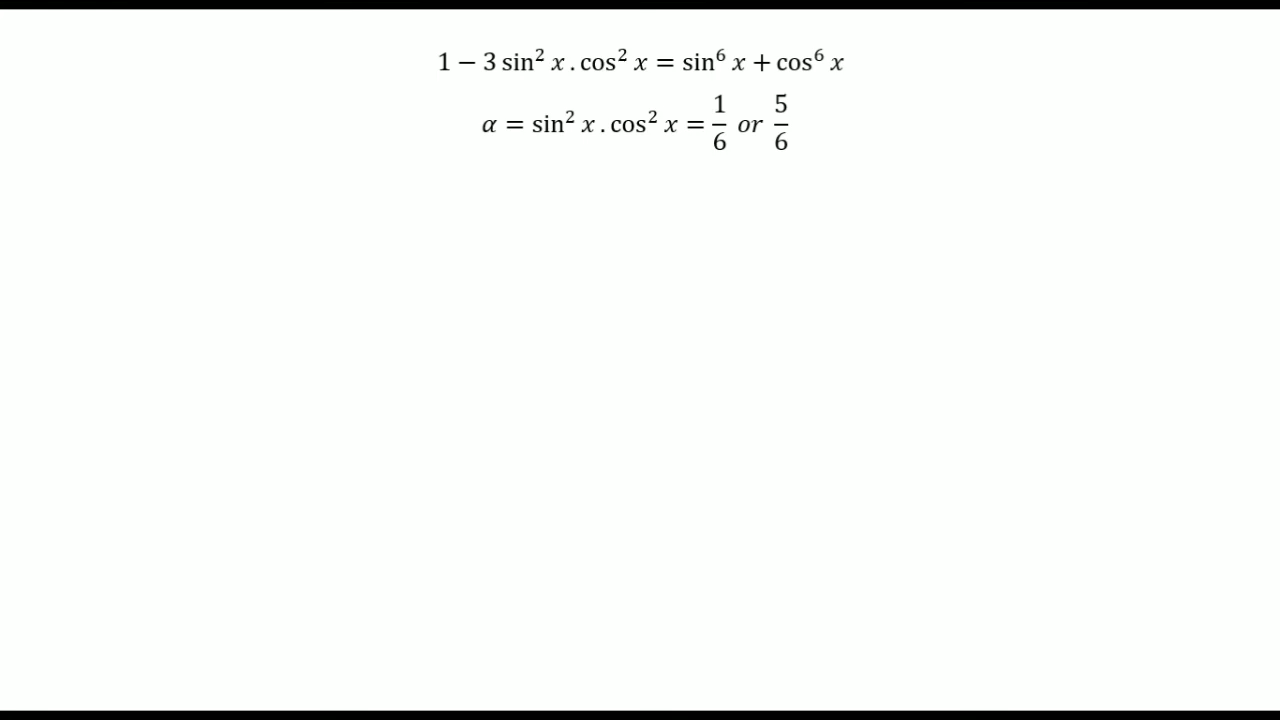 1 − 3 sin² x . cos² x = sin⁶ x + cos⁶ x
α = sin² x . cos² x = 1/6 or 5/6